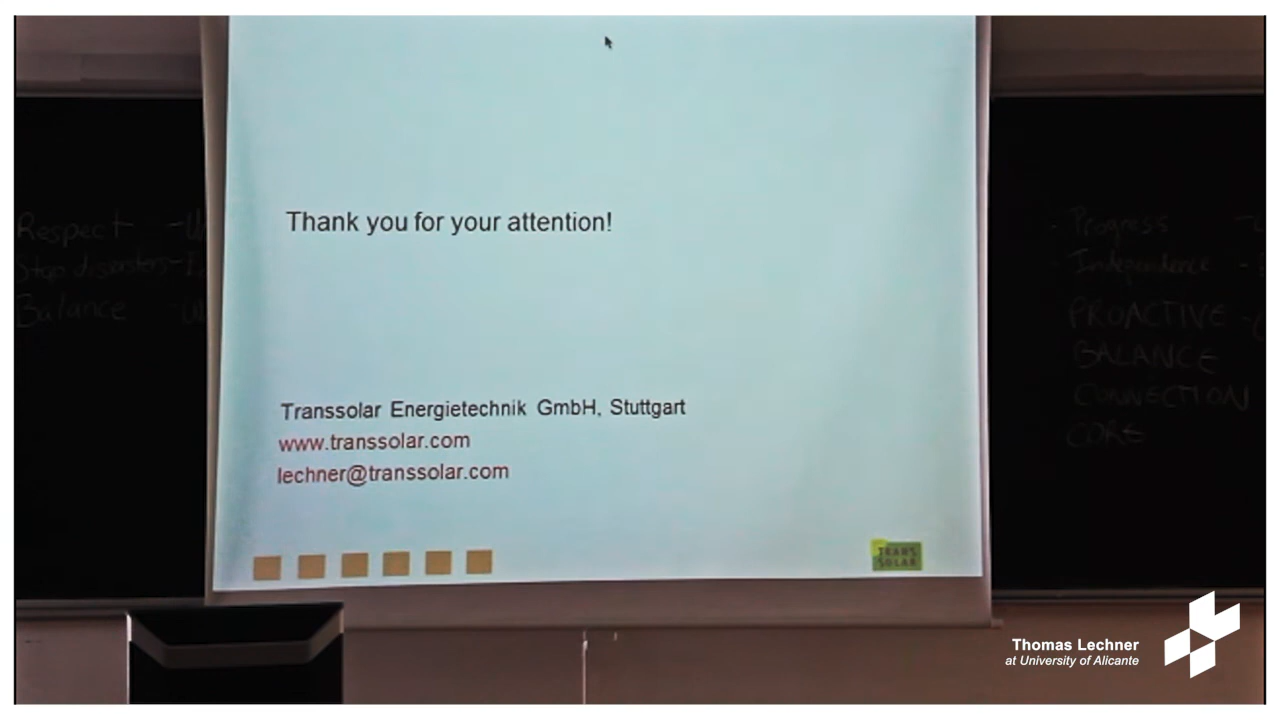 Thank you for your attention!
Transsolar Energietechnik GmbH, Stuttgart
www.transsolar.com
lechner@transsolar.com
TRANS
SOLAR
Respect
Stop disasters
Balance
- Progress
- Independence -
PROACTIVE -
BALANCE
CONNECTION
CORE
Thomas Lechner
at University of Alicante